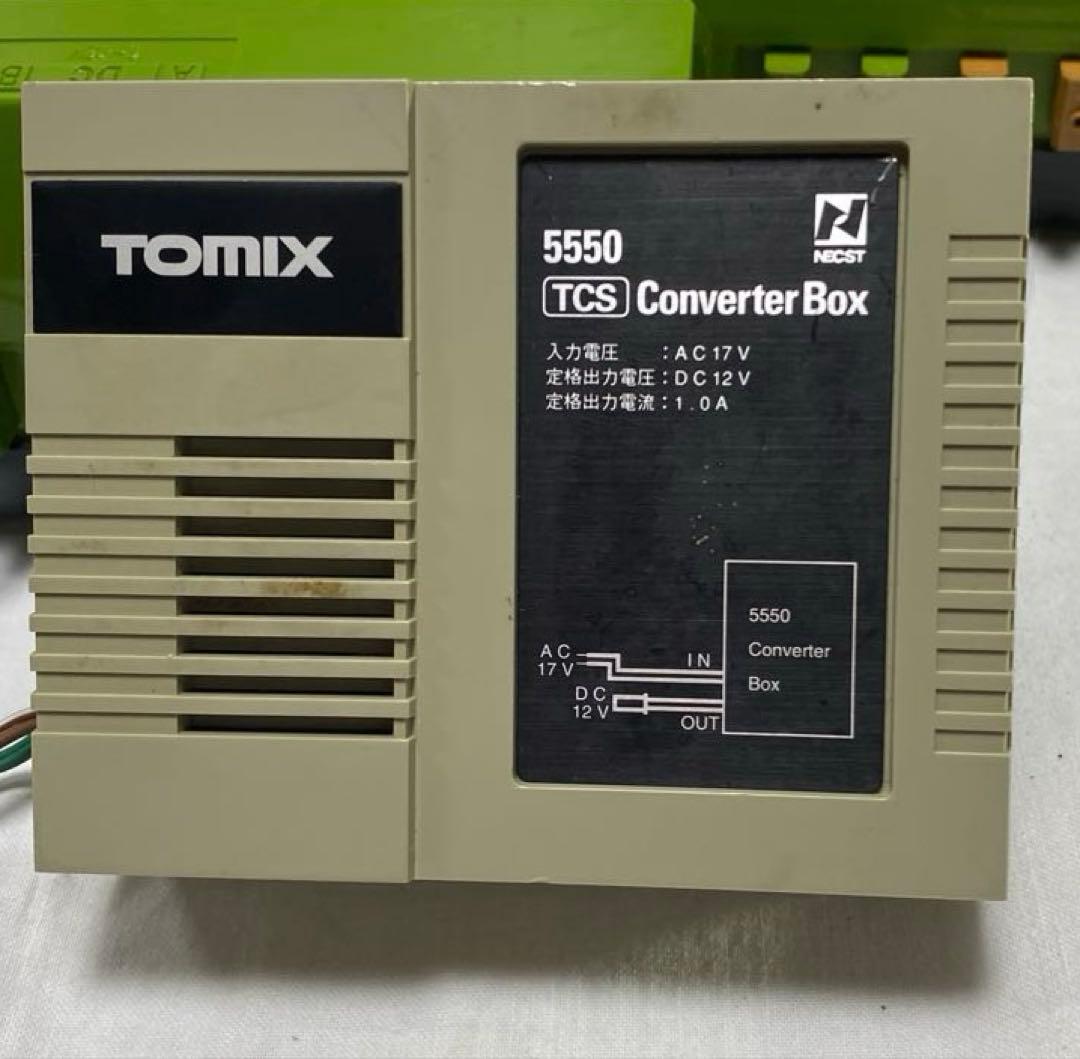 TOMIX
NECST
5550
TCS Converter Box
入力電圧　　：AC17V
定格出力電圧：DC12V
定格出力電流：1.0A
5550
Converter
Box
AC
17V
IN
DC
12V
OUT